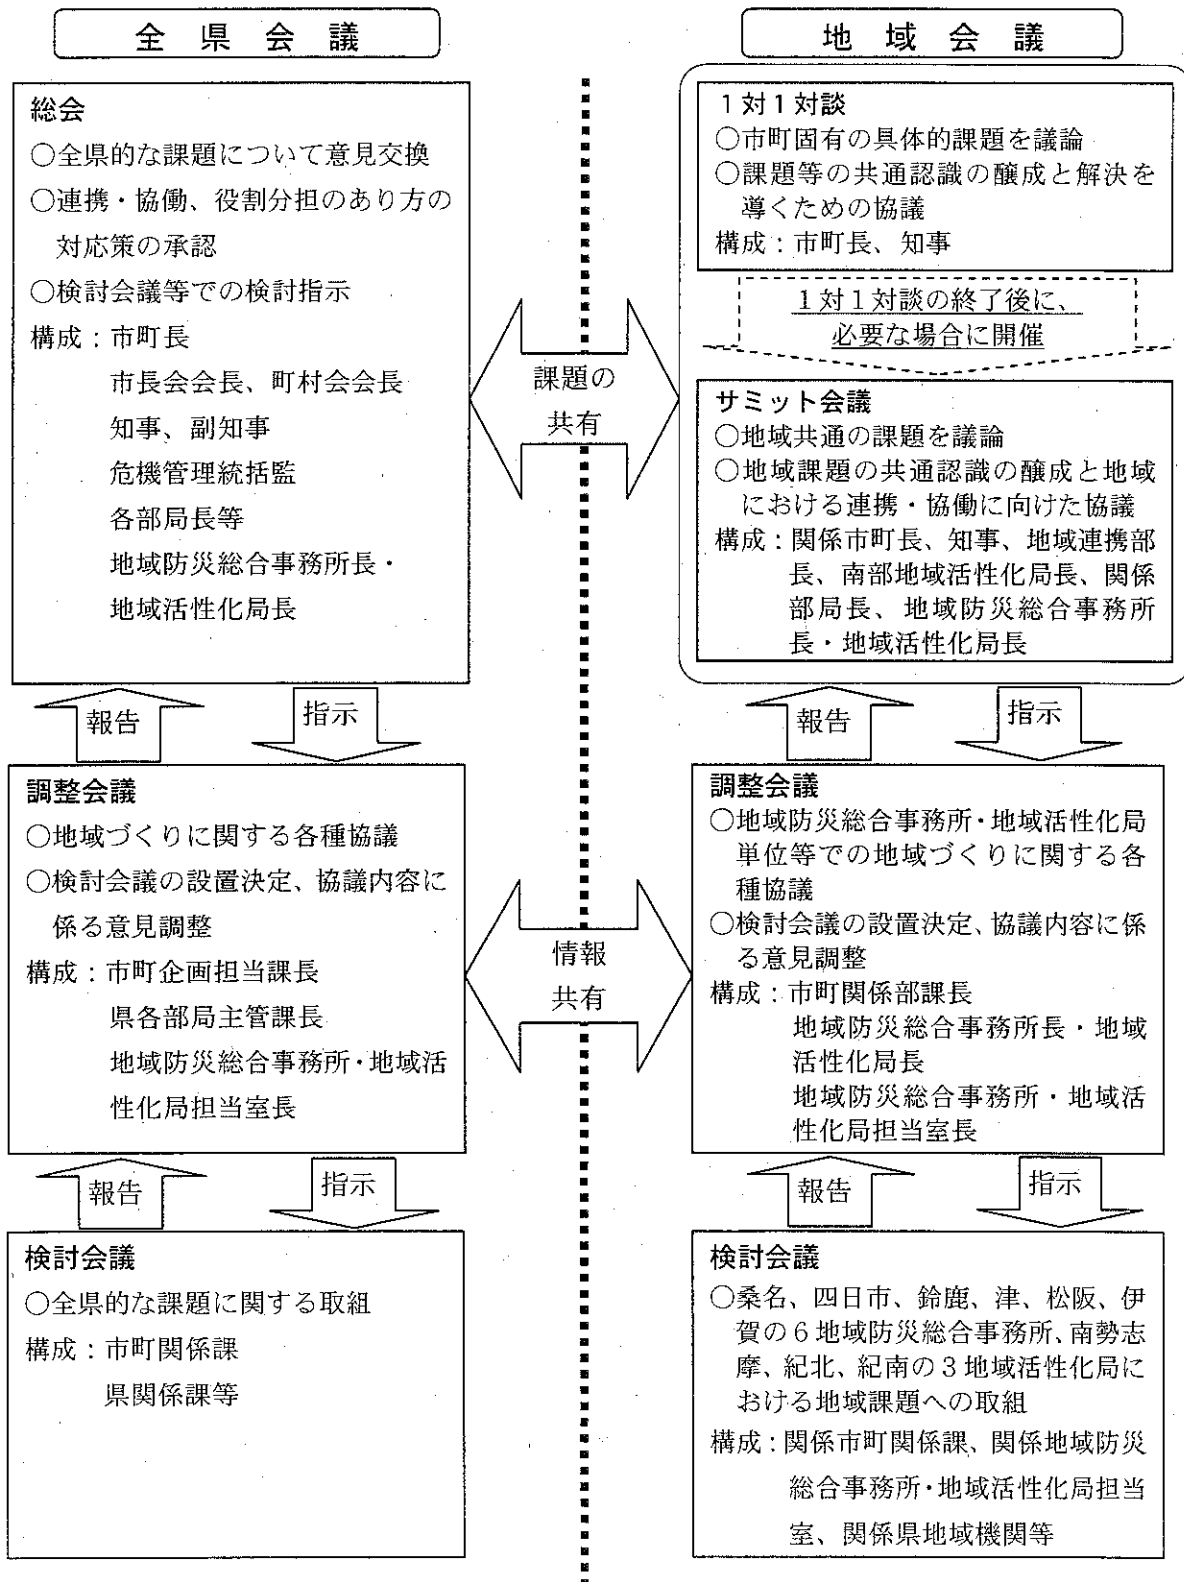 全県会議
総会
○全県的な課題について意見交換
○連携・協働、役割分担のあり方の
対応策の承認
○検討会議等での検討指示
構成：市町長
市長会会長、町村会会長
知事、副知事
危機管理統括監
各部局長等
地域防災総合事務所長・
地域活性化局長
報告
指示
調整会議
○地域づくりに関する各種協議
○検討会議の設置決定、協議内容に
係る意見調整
構成：市町企画担当課長
県各部局主管課長
地域防災総合事務所・地域活
性化局担当室長
報告
指示
検討会議
○全県的な課題に関する取組
構成：市町関係課
県関係課等
課題の
共有
情報
共有
地域会議
１対１対談
○市町固有の具体的課題を議論
○課題等の共通認識の醸成と解決を
導くための協議
構成：市町長、知事
１対１対談の終了後に、
必要な場合に開催
サミット会議
○地域共通の課題を議論
○地域課題の共通認識の醸成と地域
における連携・協働に向けた協議
構成：関係市町長、知事、地域連携部
長、南部地域活性化局長、関係
部局長、地域防災総合事務所
長・地域活性化局長
報告
指示
調整会議
○地域防災総合事務所・地域活性化局
単位等での地域づくりに関する各
種協議
○検討会議の設置決定、協議内容に係
る意見調整
構成：市町関係部課長
地域防災総合事務所長・地域
活性化局長
地域防災総合事務所・地域活
性化局担当室長
報告
指示
検討会議
○桑名、四日市、鈴鹿、津、松阪、伊
賀の６地域防災総合事務所、南勢志
摩、紀北、紀南の３地域活性化局に
おける地域課題への取組
構成：関係市町関係課、関係地域防災
総合事務所・地域活性化局担当
室、関係県地域機関等